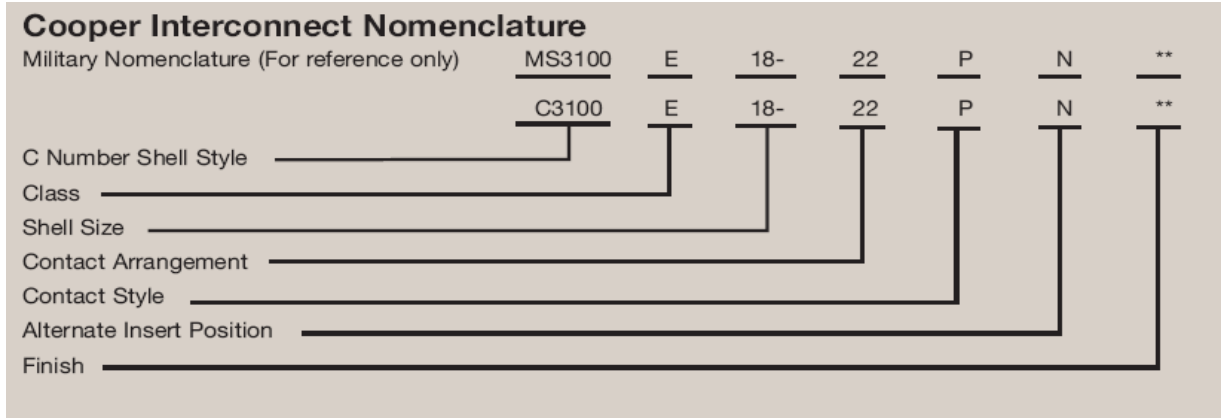 Cooper Interconnect Nomenclature
Military Nomenclature (For reference only) MS3100 E 18- 22 P N **
C3100 E 18- 22 P N **
C Number Shell Style
Class
Shell Size
Contact Arrangement
Contact Style
Alternate Insert Position
Finish